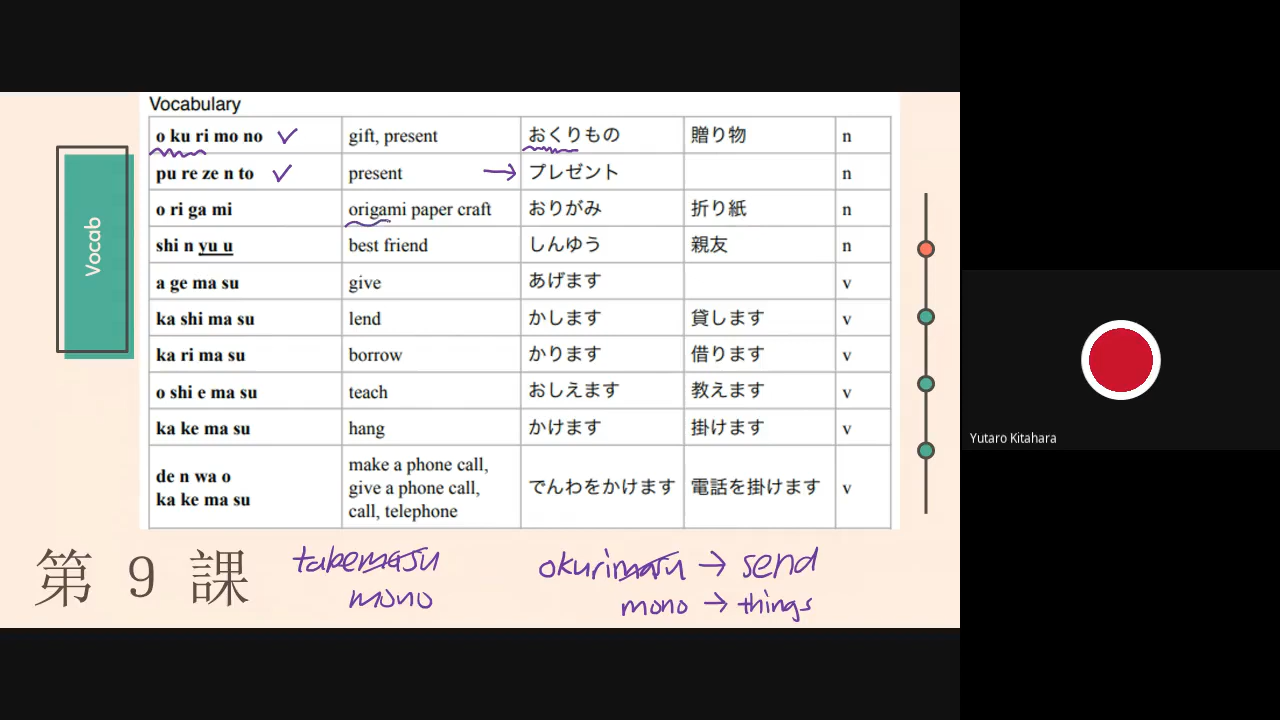 Vocabulary
o ku ri mo no ✓ gift, present おくりもの 贈り物 n
pu re ze n to ✓ present → プレゼント n
o ri ga mi origami paper craft おりがみ 折り紙 n
shi n yu u best friend しんゆう 親友 n
a ge ma su give あげます v
ka shi ma su lend かします 貸します v
ka ri ma su borrow かります 借ります v
o shi e ma su teach おしえます 教えます v
ka ke ma su hang かけます 掛けます v
de n wa o ka ke ma su make a phone call, give a phone call, call, telephone でんわをかけます 電話を掛けます v
Vocab
第 9 課
tabemasu
mono
okurimasu → send
mono → things
Yutaro Kitahara